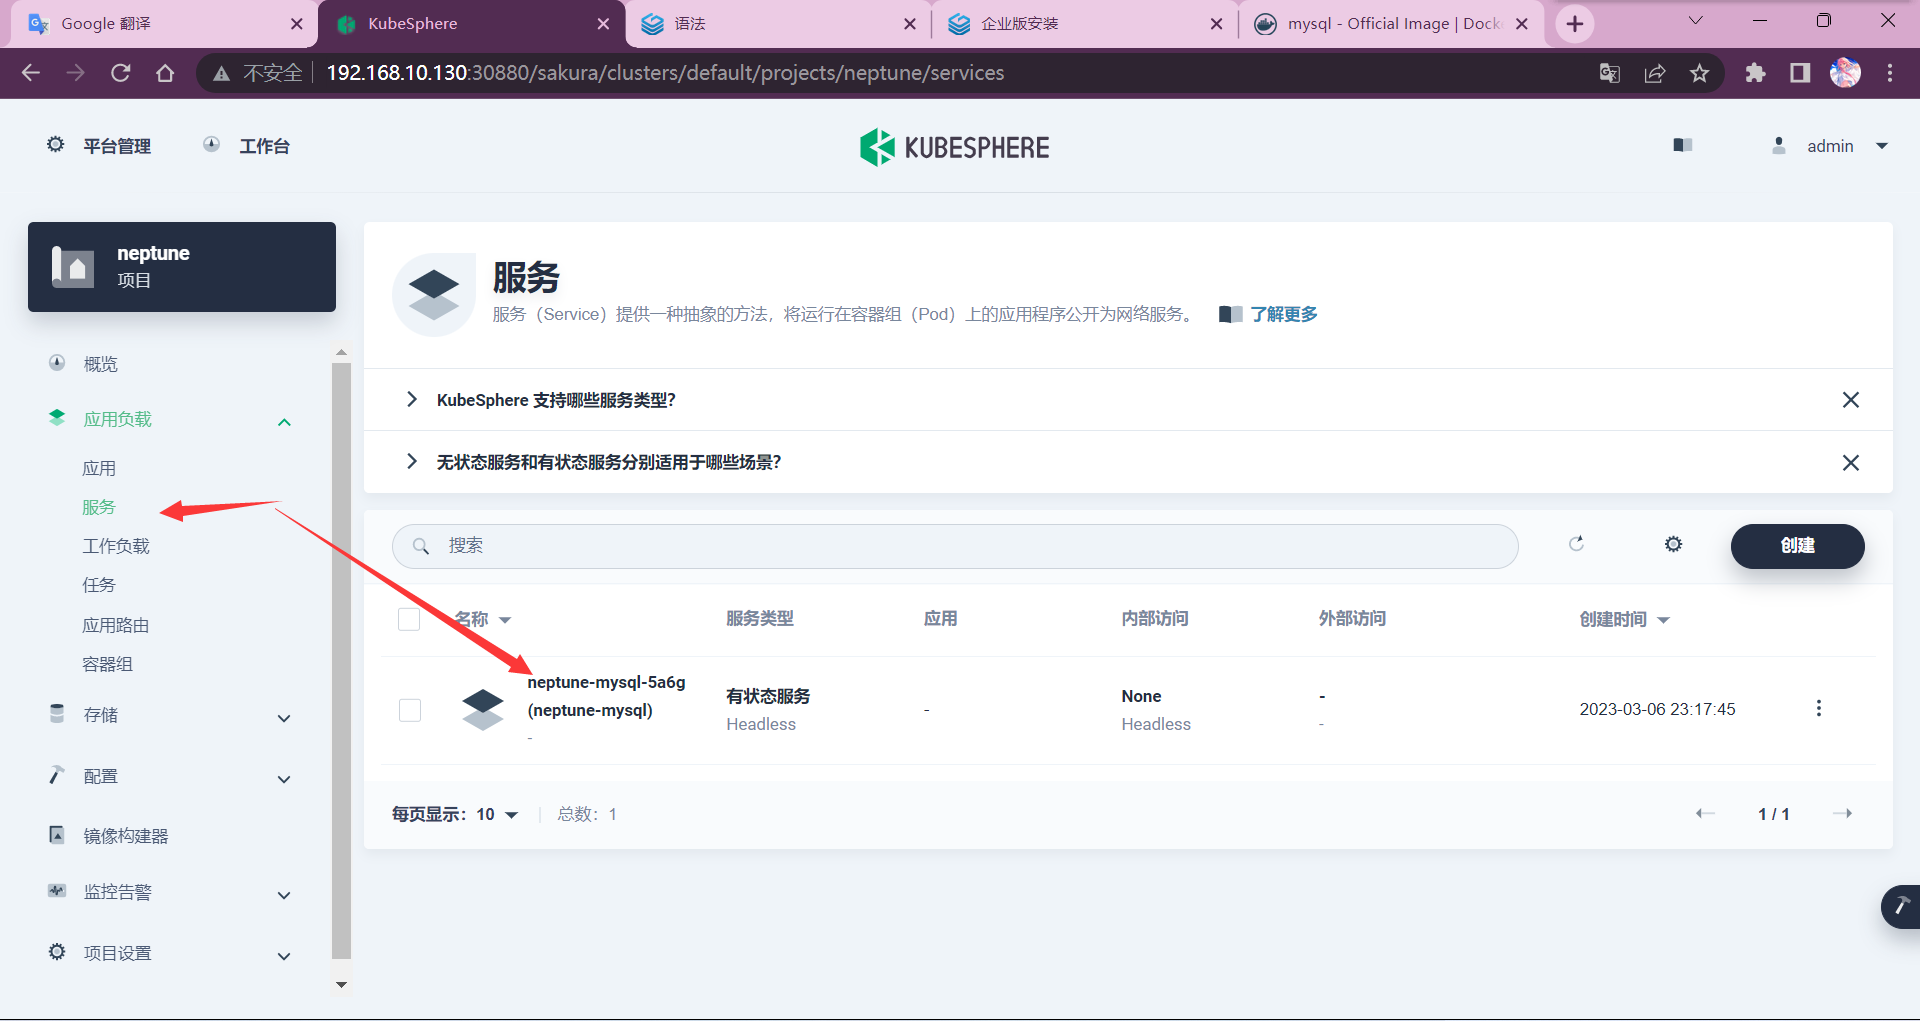 Google 翻译
KubeSphere
语法
企业版安装
mysql - Official Image | Dock
不安全
192.168.10.130:30880/sakura/clusters/default/projects/neptune/services
平台管理
工作台
KUBESPHERE
admin
neptune
项目
概览
应用负载
应用
服务
工作负载
任务
应用路由
容器组
存储
配置
镜像构建器
监控告警
项目设置
服务
服务（Service）提供一种抽象的方法，将运行在容器组（Pod）上的应用程序公开为网络服务。 了解更多
KubeSphere 支持哪些服务类型？
无状态服务和有状态服务分别适用于哪些场景？
搜索
创建
名称 服务类型 应用 内部访问 外部访问 创建时间
neptune-mysql-5a6g
(neptune-mysql)
-
有状态服务
Headless
-
None
Headless
-
-
2023-03-06 23:17:45
每页显示：10
总数：1
1 / 1